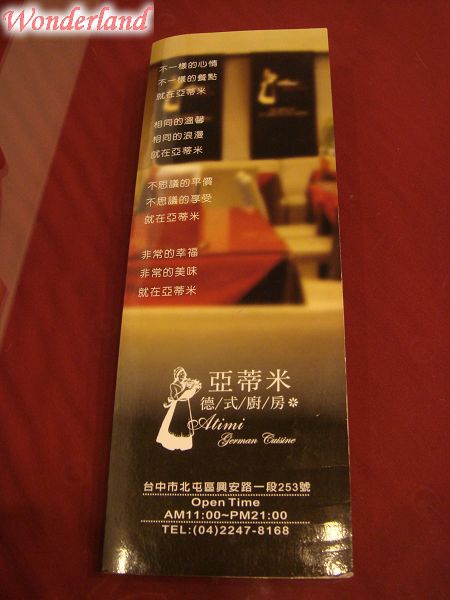 Wonderland
不一樣的心情
不一樣的餐點
就在亞蒂米
相同的溫馨
相同的浪漫
就在亞蒂米
不思議的平價
不思議的享受
就在亞蒂米
非常的幸福
非常的美味
就在亞蒂米
亞蒂米
德/式/廚/房
Atimi
German Cuisine
台中市北屯區興安路一段253號
Open Time
AM11:00~PM21:00
TEL:(04)2247-8168